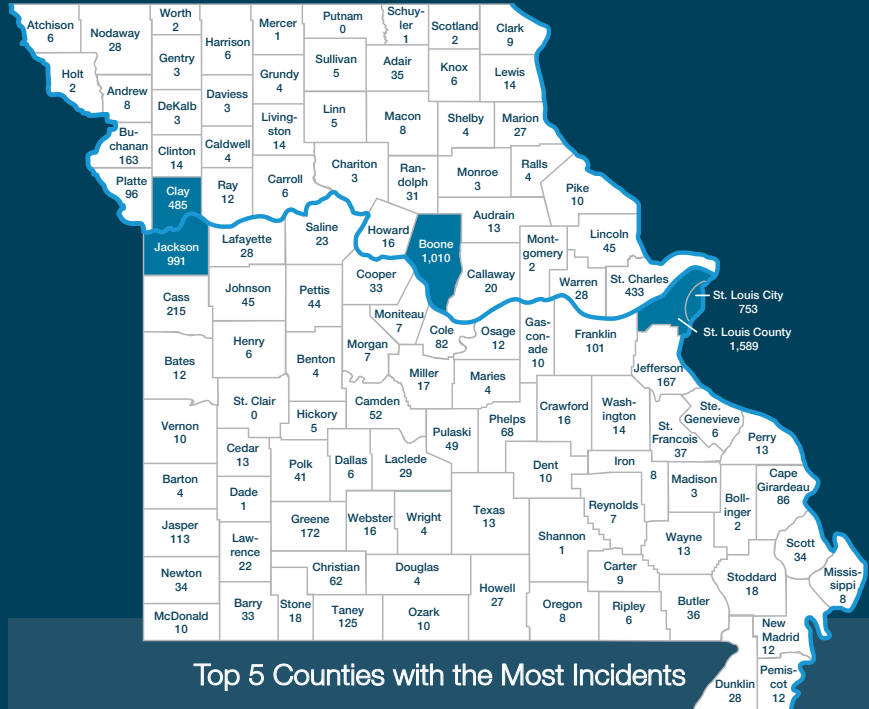 Atchison
6
Nodaway
28
Worth
2
Harrison
6
Mercer
1
Putnam
0
Schuy-
ler
1
Scotland
2
Clark
9
Holt
2
Andrew
8
Gentry
3
DeKalb
3
Daviess
3
Grundy
4
Sullivan
5
Adair
35
Knox
6
Lewis
14
Bu-
chanan
163
Clinton
14
Caldwell
4
Living-
ston
14
Linn
5
Macon
8
Shelby
4
Marion
27
Platte
96
Clay
485
Ray
12
Carroll
6
Chariton
3
Ran-
dolph
31
Monroe
3
Ralls
4
Pike
10
Jackson
991
Lafayette
28
Saline
23
Howard
16
Boone
1,010
Audrain
13
Callaway
20
Mont-
gomery
2
Lincoln
45
Warren
28
St. Charles
433
St. Louis City
753
St. Louis County
1,589
Cass
215
Johnson
45
Pettis
44
Cooper
33
Moniteau
7
Cole
82
Osage
12
Gas-
con-
ade
10
Franklin
101
Jefferson
167
Bates
12
Henry
6
Benton
4
Morgan
7
Miller
17
Maries
4
St. Clair
0
Hickory
5
Camden
52
Pulaski
49
Phelps
68
Crawford
16
Wash-
ington
14
St.
Francois
37
Ste.
Genevieve
6
Perry
13
Vernon
10
Cedar
13
Polk
41
Dallas
6
Laclede
29
Dent
10
Iron
8
Madison
3
Boll-
inger
2
Cape
Girardeau
86
Barton
4
Dade
1
Greene
172
Webster
16
Wright
4
Texas
13
Shannon
1
Reynolds
7
Wayne
13
Scott
34
Jasper
113
Law-
rence
22
Christian
62
Douglas
4
Howell
27
Carter
9
Stoddard
18
Missis-
sippi
8
Newton
34
Barry
33
Stone
18
Taney
125
Ozark
10
Oregon
8
Ripley
6
Butler
36
McDonald
10
New
Madrid
12
Dunklin
28
Pemis-
cot
12
Top 5 Counties with the Most Incidents